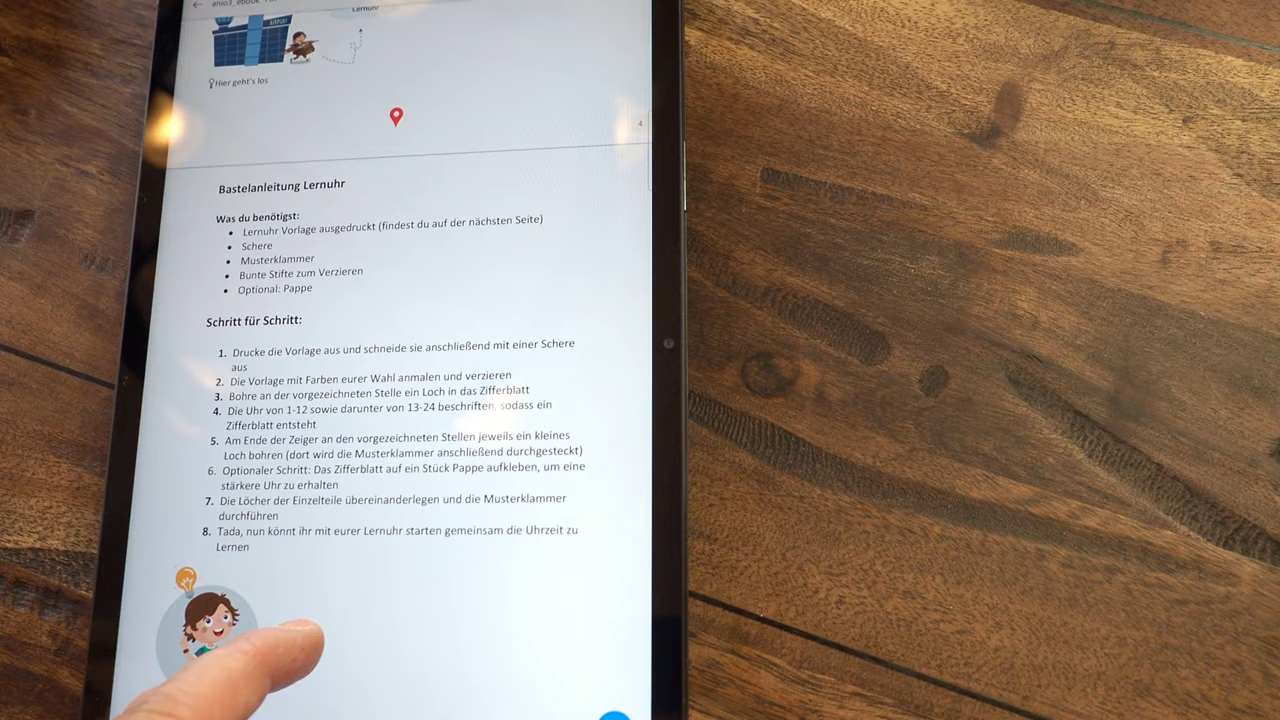 anio3_ebook
AIRPORT
Lernuhr
Hier geht's los
4
Bastelanleitung Lernuhr
Was du benötigst:
• Lernuhr Vorlage ausgedruckt (findest du auf der nächsten Seite)
• Schere
• Musterklammer
• Bunte Stifte zum Verzieren
• Optional: Pappe
Schritt für Schritt:
1. Drucke die Vorlage aus und schneide sie anschließend mit einer Schere
aus
2. Die Vorlage mit Farben eurer Wahl anmalen und verzieren
3. Bohre an der vorgezeichneten Stelle ein Loch in das Zifferblatt
4. Die Uhr von 1-12 sowie darunter von 13-24 beschriften, sodass ein
Zifferblatt entsteht
5. Am Ende der Zeiger an den vorgezeichneten Stellen jeweils ein kleines
Loch bohren (dort wird die Musterklammer anschließend durchgesteckt)
6. Optionaler Schritt: Das Zifferblatt auf ein Stück Pappe aufkleben, um eine
stärkere Uhr zu erhalten
7. Die Löcher der Einzelteile übereinanderlegen und die Musterklammer
durchführen
8. Tada, nun könnt ihr mit eurer Lernuhr starten gemeinsam die Uhrzeit zu
Lernen